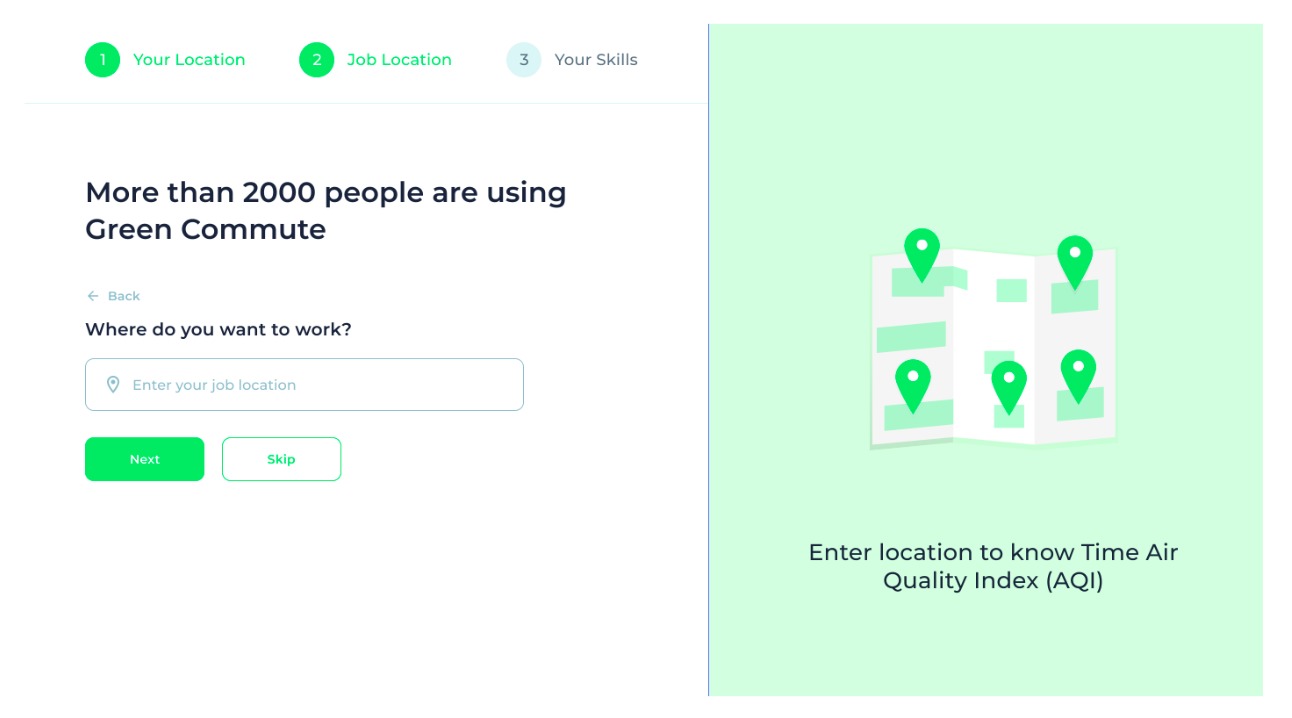 1 Your Location 2 Job Location 3 Your Skills
More than 2000 people are using
Green Commute
Back
Where do you want to work?
Enter your job location
Next Skip
Enter location to know Time Air
Quality Index (AQI)